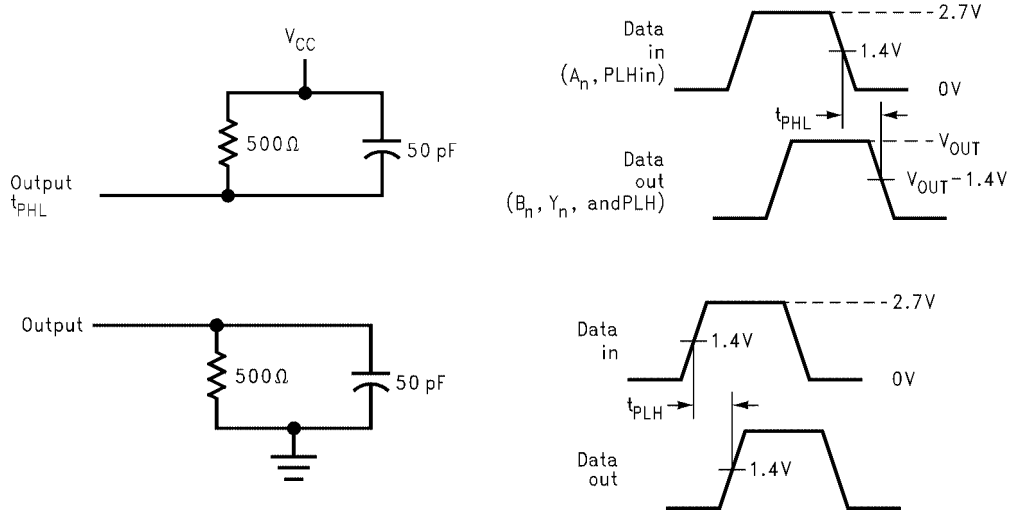 V_CC
500Ω
50 pF
Output
t_PHL
Data
in
(A_n, PLHin)
2.7V
1.4V
0V
t_PHL
Data
out
(B_n, Y_n, andPLH)
V_OUT
V_OUT-1.4V
Output
500Ω
50 pF
Data
in
2.7V
1.4V
0V
t_PLH
Data
out
1.4V